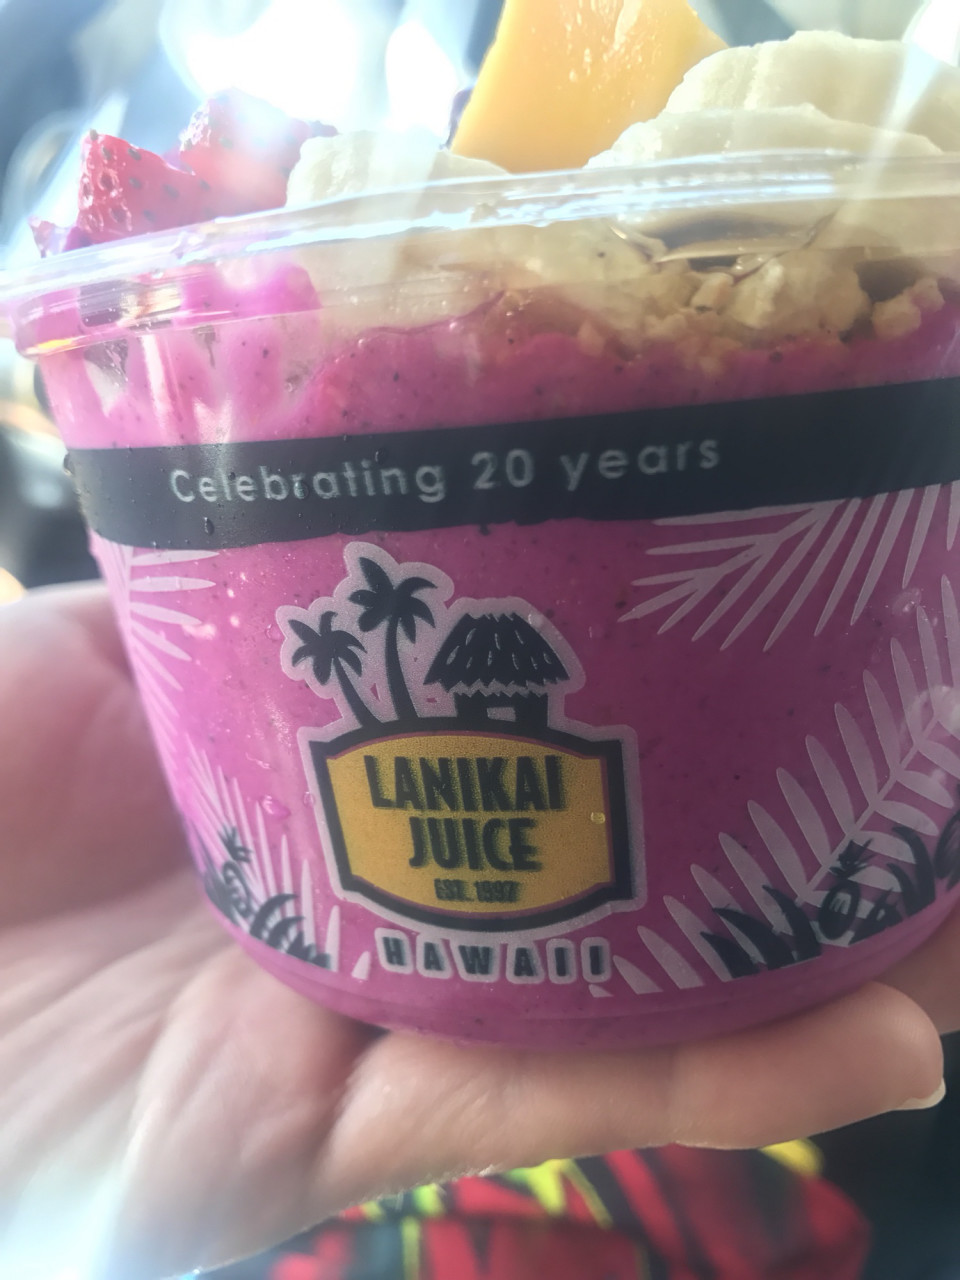 Celebrating 20 years
LANIKAI
JUICE
EST. 1997
HAWAII